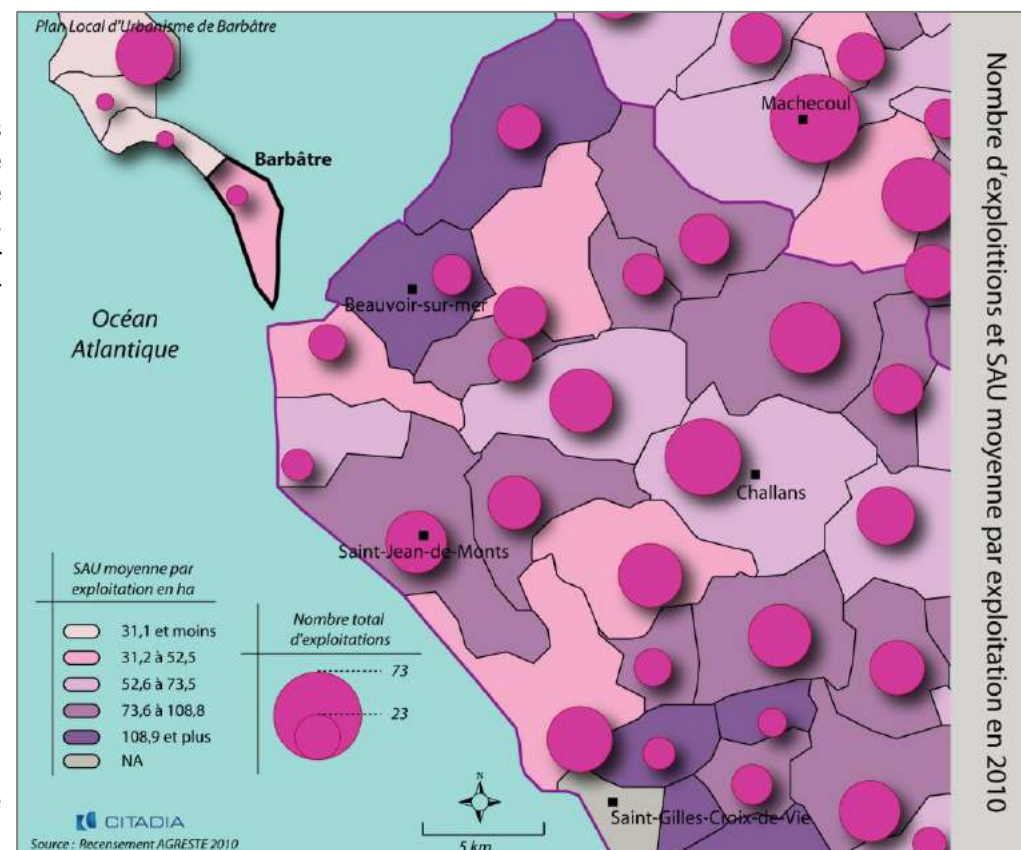 Plan Local d'Urbanisme de Barbâtre
Nombre d'exploittions et SAU moyenne par exploitation en 2010
Machecoul
Barbâtre
Beauvoir-sur-mer
Océan
Atlantique
Challans
Saint-Jean-de-Monts
SAU moyenne par
exploitation en ha
31,1 et moins
31,2 à 52,5
52,6 à 73,5
73,6 à 108,8
108,9 et plus
NA
Nombre total
d'exploitations
73
23
N
Saint-Gilles-Croix-de-Vie
CITADIA
Source : Recensement AGRESTE 2010
5 km